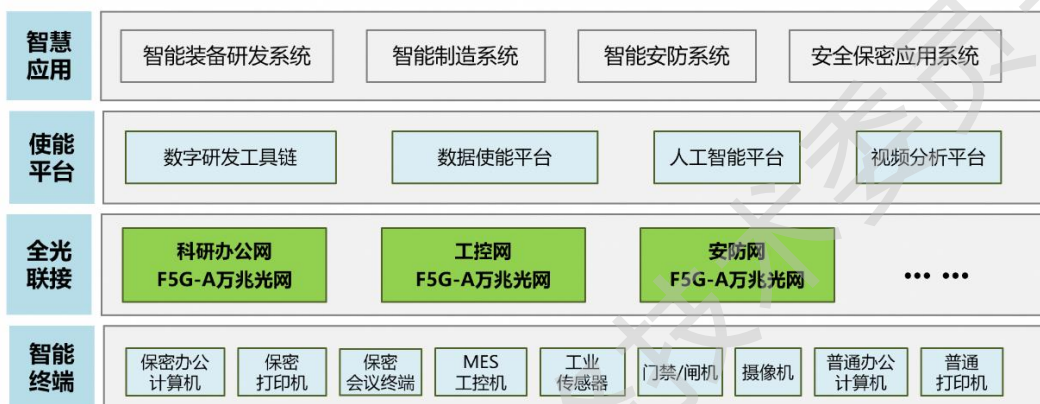 智慧
应用
智能装备研发系统
智能制造系统
智能安防系统
安全保密应用系统
使能
平台
数字研发工具链
数据使能平台
人工智能平台
视频分析平台
全光
联接
科研办公网
F5G-A万兆光网
工控网
F5G-A万兆光网
安防网
F5G-A万兆光网
... ...
智能
终端
保密办公
计算机
保密
打印机
保密
会议终端
MES
工控机
工业
传感器
门禁/闸机
摄像机
普通办公
计算机
普通
打印机
技术委员